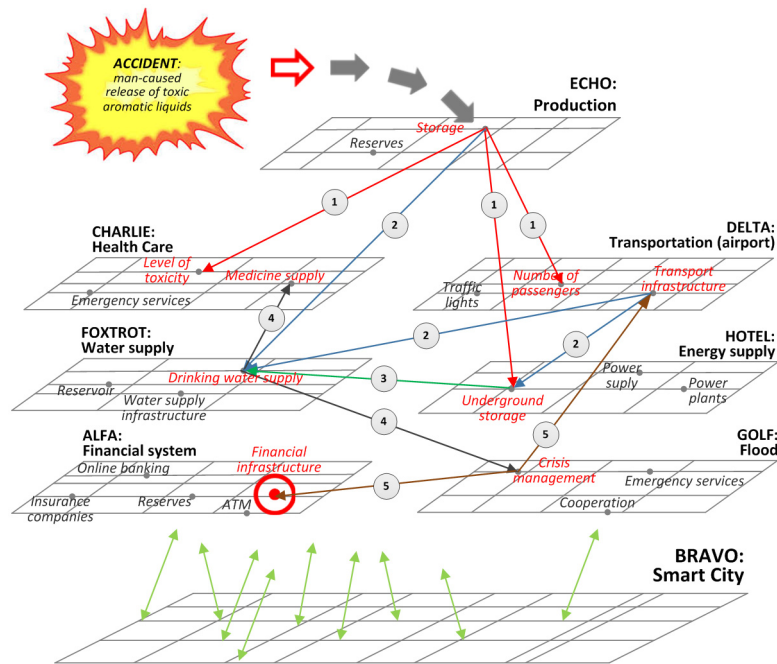 ACCIDENT:
man-caused
release of toxic
aromatic liquids
ECHO:
Production
Storage
Reserves
1
1
1
2
CHARLIE:
Health Care
Level of
toxicity
Medicine supply
Emergency services
DELTA:
Transportation (airport)
Number of
passengers
Transport
infrastructure
Traffic
lights
4
2
2
FOXTROT:
Water supply
Drinking water supply
Reservoir
Water supply
infrastructure
3
HOTEL:
Energy supply
Power
suply
Power
plants
Underground
storage
4
5
ALFA:
Financial system
Financial
infrastructure
Online banking
Insurance
companies
Reserves
ATM
5
GOLF:
Flood
Crisis
management
Emergency services
Cooperation
BRAVO:
Smart City